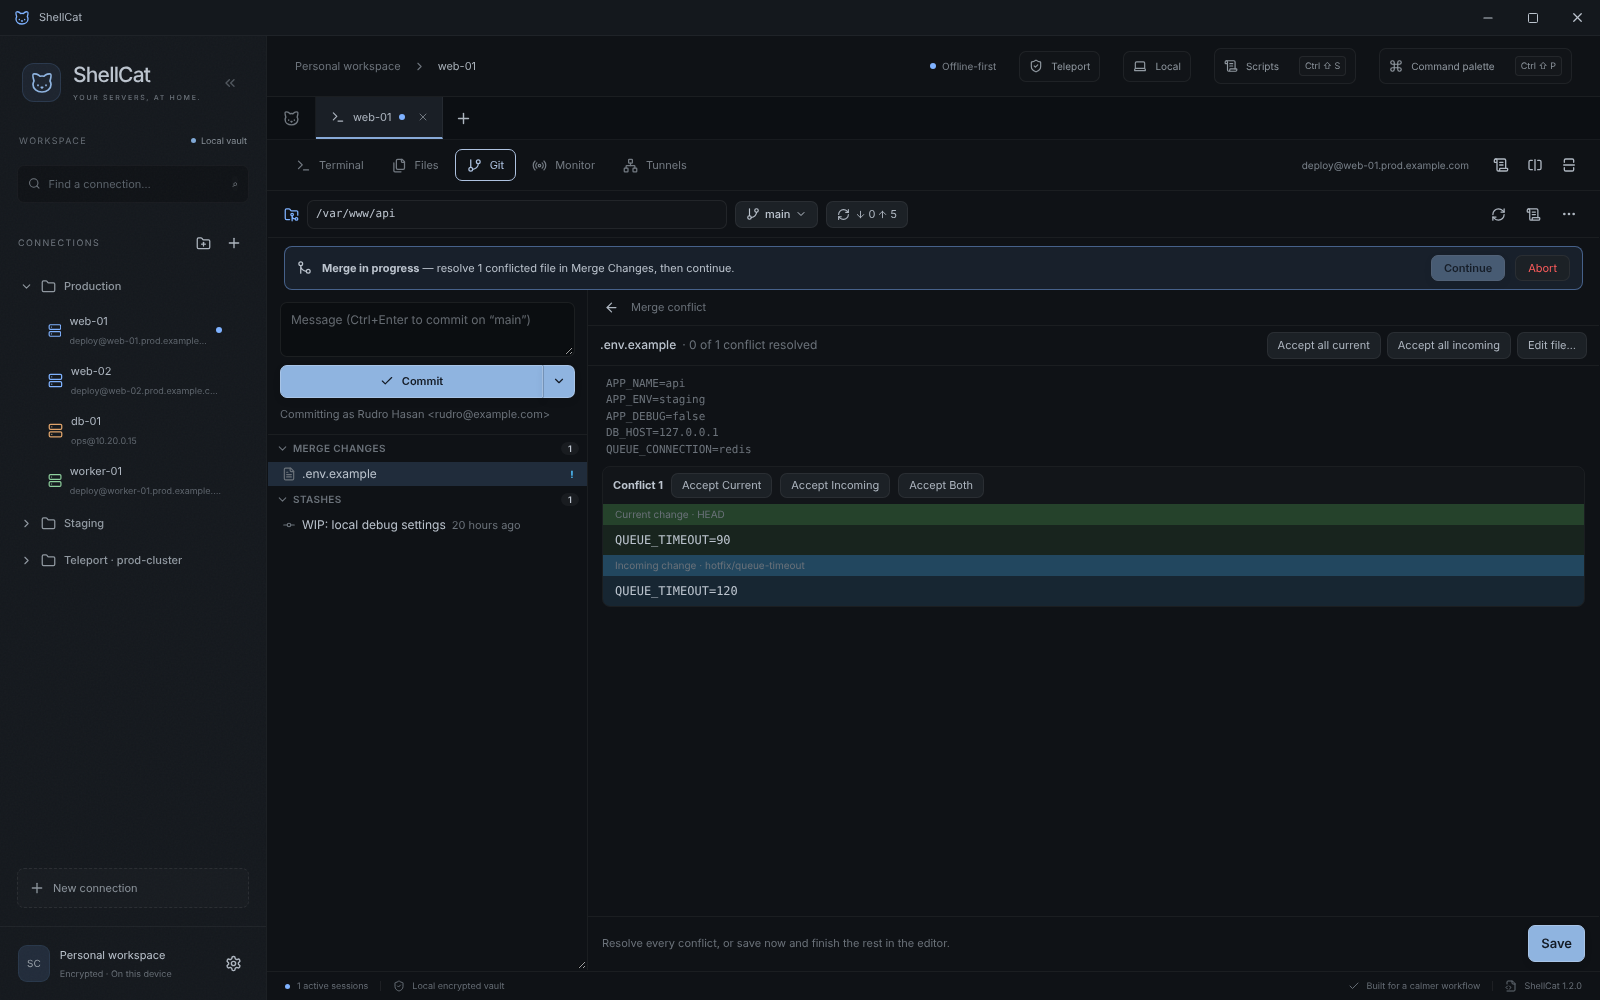 ShellCat
ShellCat
YOUR SERVERS, AT HOME.
WORKSPACE
Local vault
Find a connection...
CONNECTIONS
Production
web-01
deploy@web-01.prod.example...
web-02
deploy@web-02.prod.example.c...
db-01
ops@10.20.0.15
worker-01
deploy@worker-01.prod.example....
Staging
Teleport · prod-cluster
New connection
SC
Personal workspace
Encrypted · On this device
Personal workspace
web-01
Offline-first
Teleport
Local
Scripts
Ctrl ⇧ S
Command palette
Ctrl ⇧ P
web-01
Terminal
Files
Git
Monitor
Tunnels
deploy@web-01.prod.example.com
/var/www/api
main
↓ 0 ↑ 5
Merge in progress — resolve 1 conflicted file in Merge Changes, then continue.
Continue
Abort
Message (Ctrl+Enter to commit on “main”)
Commit
Committing as Rudro Hasan <rudro@example.com>
MERGE CHANGES
1
.env.example
!
STASHES
1
WIP: local debug settings 20 hours ago
Merge conflict
.env.example · 0 of 1 conflict resolved
Accept all current
Accept all incoming
Edit file...
APP_NAME=api
APP_ENV=staging
APP_DEBUG=false
DB_HOST=127.0.0.1
QUEUE_CONNECTION=redis
Conflict 1
Accept Current
Accept Incoming
Accept Both
Current change · HEAD
QUEUE_TIMEOUT=90
Incoming change · hotfix/queue-timeout
QUEUE_TIMEOUT=120
Resolve every conflict, or save now and finish the rest in the editor.
Save
1 active sessions
Local encrypted vault
Built for a calmer workflow
ShellCat 1.2.0